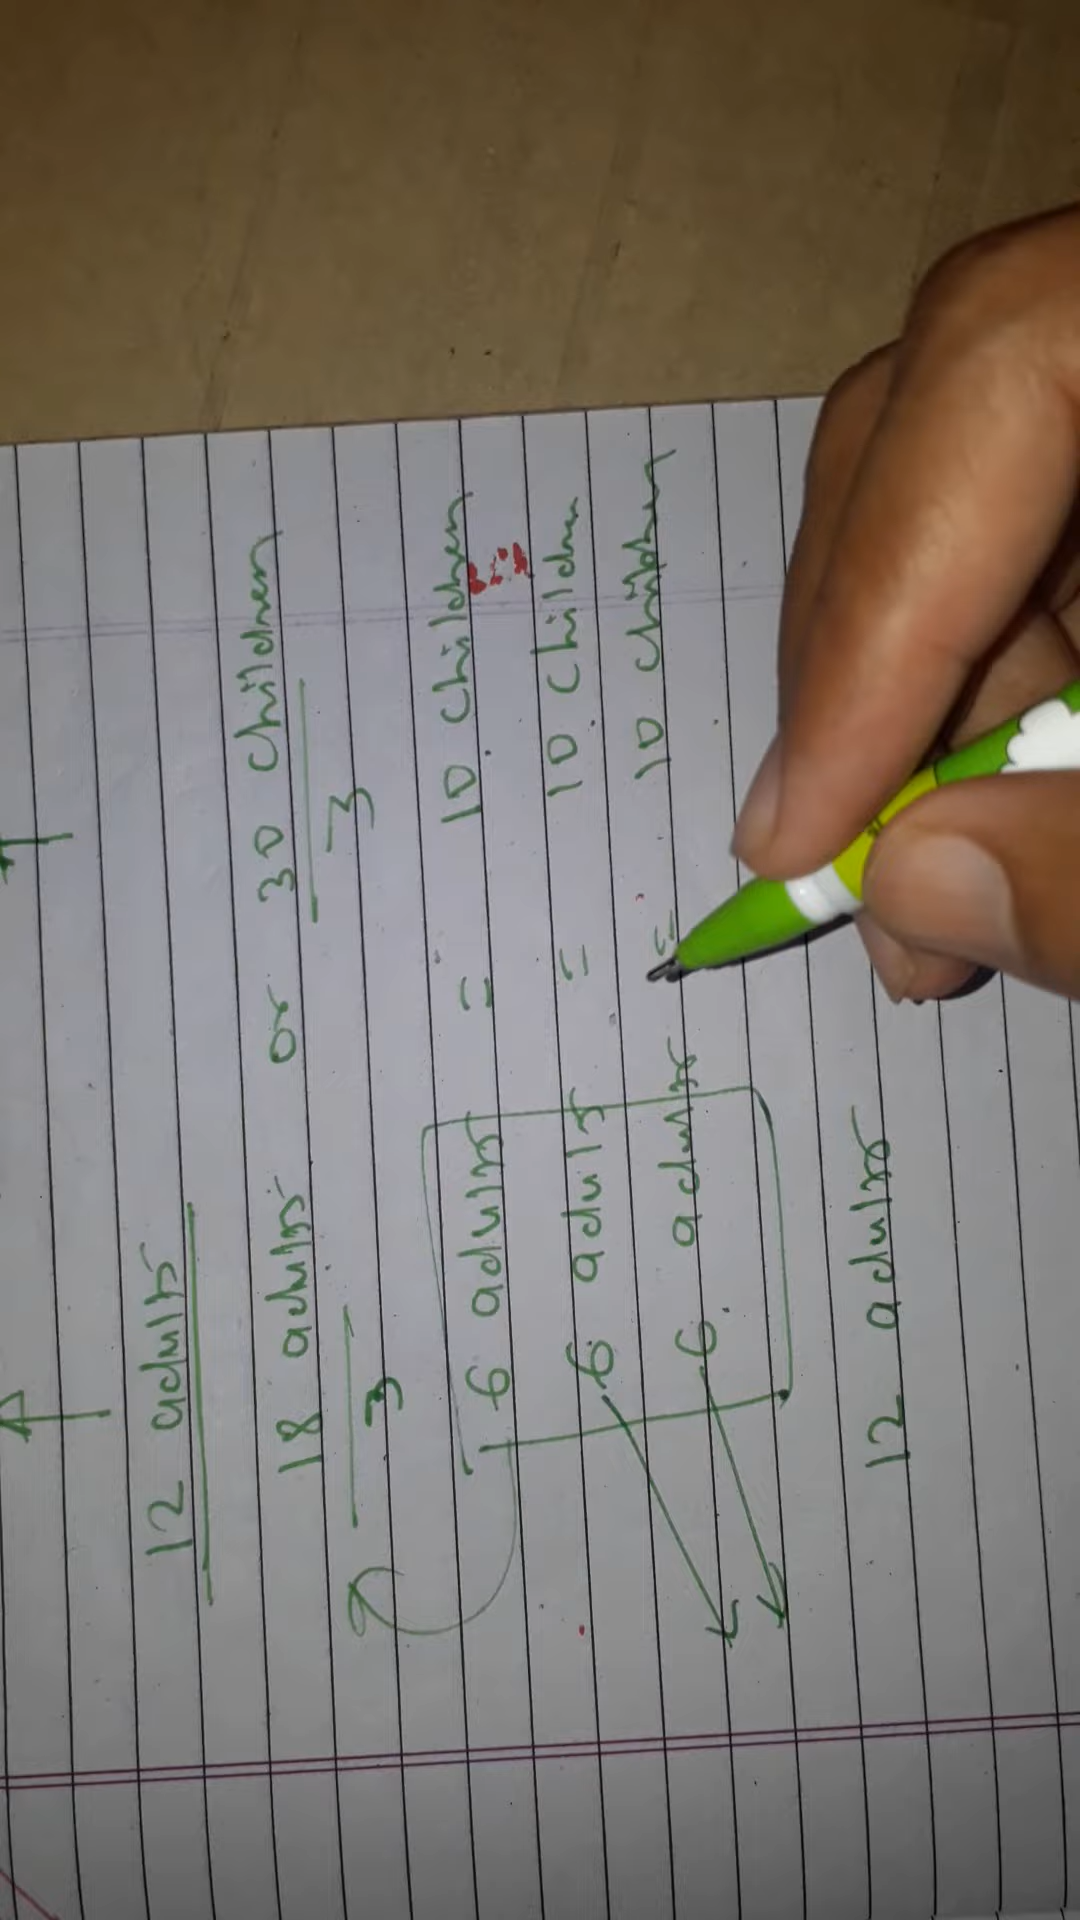 12 adults
18 adults or 30 children
3 3
6 adults = 10 children
6 adults = 10 children
6 adults = 10 children
12 adults